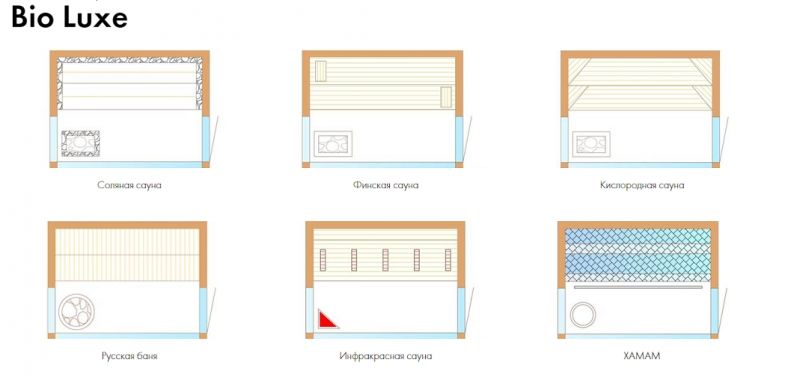 Bio Luxe
Соляная сауна
Финская сауна
Кислородная сауна
Русская баня
Инфракрасная сауна
ХАМАМ